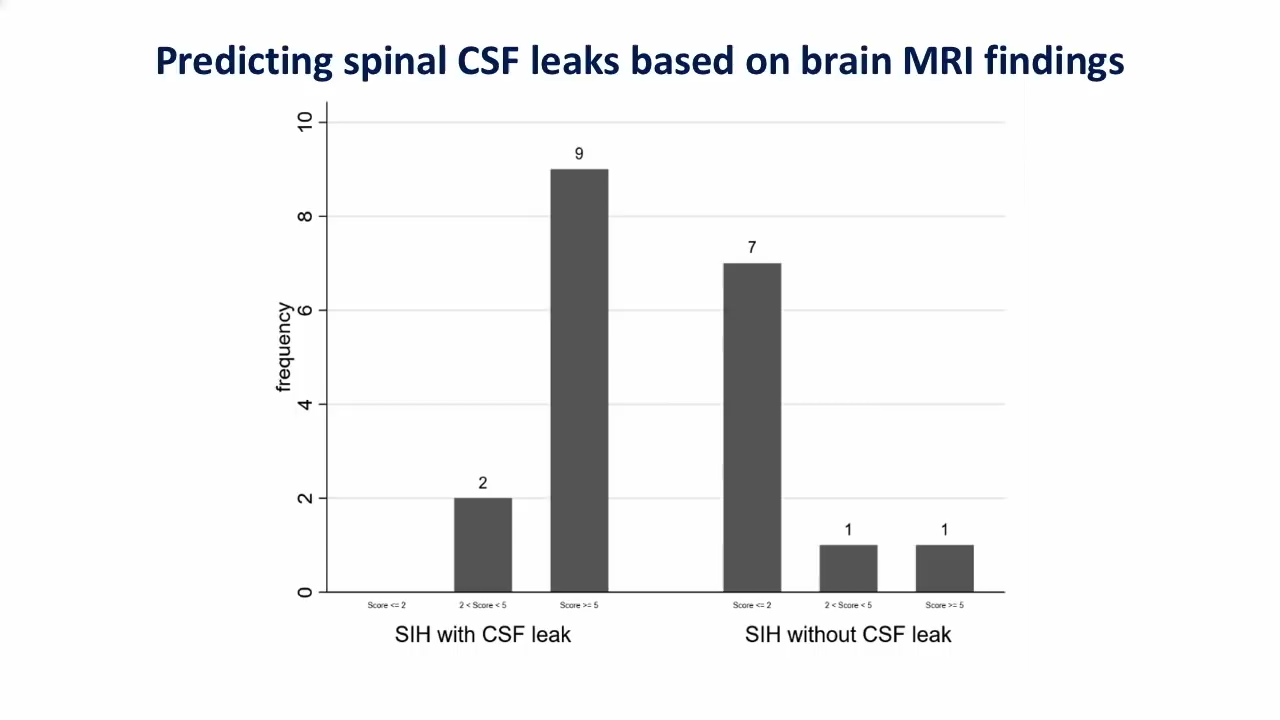 Predicting spinal CSF leaks based on brain MRI findings
10
8
6
4
2
0
frequency
9
7
2
1
1
Score <= 2
2 < Score < 5
Score >= 5
Score <= 2
2 < Score < 5
Score >= 5
SIH with CSF leak
SIH without CSF leak